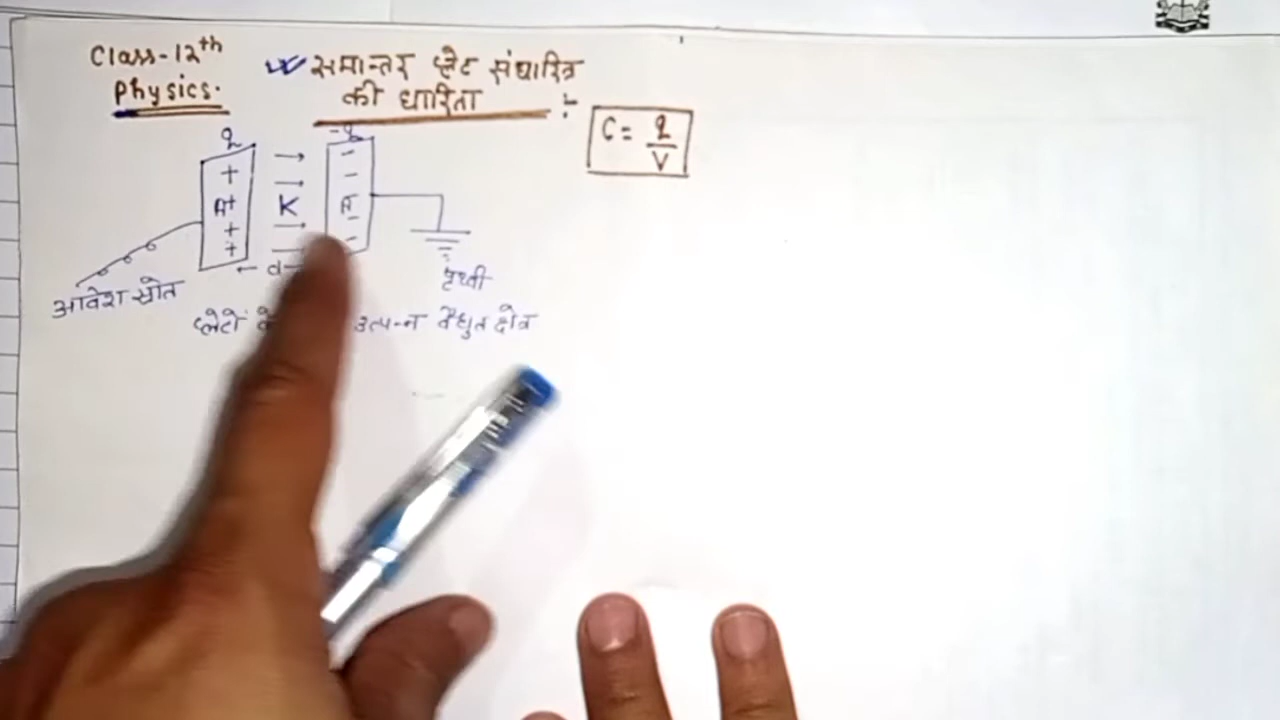 Class-12th
Physics.
समान्तर प्लेट संधारित्र
की धारिता :-
C = q/V
q
-q
+
A+
+
+
K
-
-
A
-
-
← d
आवेश स्रोत
पृथ्वी
प्लेटों के उत्पन्न वैधुत क्षेत्र